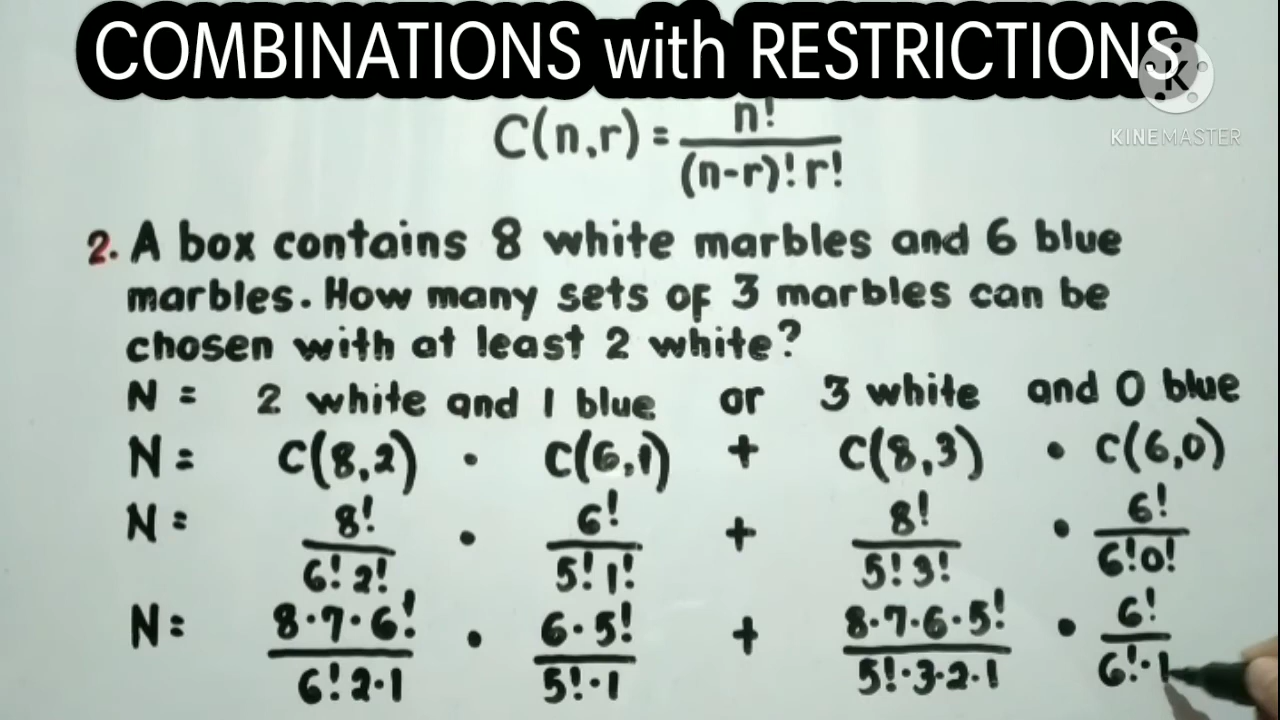 COMBINATIONS with RESTRICTIONS
K
KINEMASTER
C(n,r) = n!/(n-r)!r!
2. A box contains 8 white marbles and 6 blue
marbles. How many sets of 3 marbles can be
chosen with at least 2 white?
N = 2 white and 1 blue or 3 white and 0 blue
N = C(8,2) · C(6,1) + C(8,3) · C(6,0)
N = 8!/6!2! · 6!/5!1! + 8!/5!3! · 6!/6!0!
N = 8·7·6!/6!2·1 · 6·5!/5!·1 + 8·7·6·5!/5!·3·2·1 · 6!/6!·1